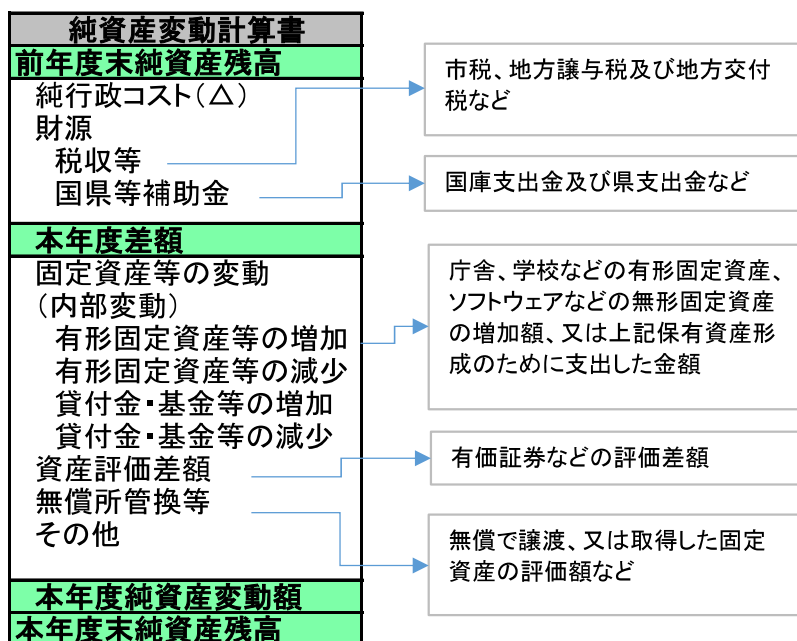 純資産変動計算書
前年度末純資産残高
純行政コスト(△)
財源
税収等
国県等補助金
本年度差額
固定資産等の変動
(内部変動)
有形固定資産等の増加
有形固定資産等の減少
貸付金・基金等の増加
貸付金・基金等の減少
資産評価差額
無償所管換等
その他
本年度純資産変動額
本年度末純資産残高
市税、地方譲与税及び地方交付
税など
国庫支出金及び県支出金など
庁舎、学校などの有形固定資産、
ソフトウェアなどの無形固定資産
の増加額、又は上記保有資産形
成のために支出した金額
有価証券などの評価差額
無償で譲渡、又は取得した固定
資産の評価額など